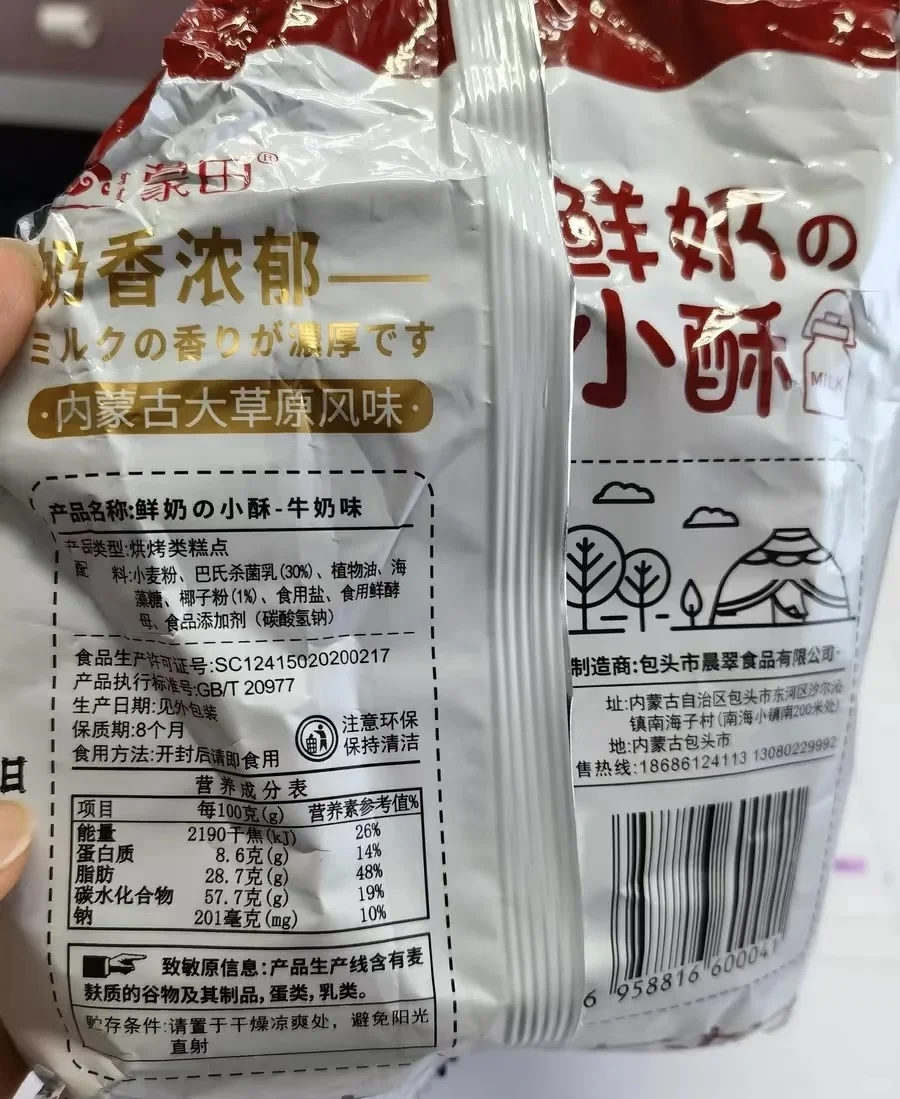 蒙田®
奶香浓郁——
ミルクの香りが濃厚です
·内蒙古大草原风味·
产品名称:鲜奶の小酥-牛奶味
产品类型:烘烤类糕点
配 料:小麦粉、巴氏杀菌乳(30%)、植物油、海
藻糖、椰子粉(1%)、食用盐、食用鲜酵
母、食品添加剂（碳酸氢钠）
食品生产许可证号:SC12415020200217
产品执行标准号:GB/T 20977
生产日期:见外包装
保质期:8个月
食用方法:开封后请即食用
注意环保
保持清洁
营养成分表
项目 每100克(g) 营养素参考值%
能量 2190千焦(kJ) 26%
蛋白质 8.6克(g) 14%
脂肪 28.7克(g) 48%
碳水化合物 57.7克(g) 19%
钠 201毫克(mg) 10%
致敏原信息:产品生产线含有麦
麸质的谷物及其制品,蛋类,乳类。
贮存条件:请置于干燥凉爽处，避免阳光
直射
日
鲜奶の
小酥
MILK
制造商:包头市晨翠食品有限公司
址:内蒙古自治区包头市东河区沙尔沁
镇南海子村(南海小镇南200米处)
地:内蒙古包头市
售热线:18686124113 13080229992
6 958816 600041